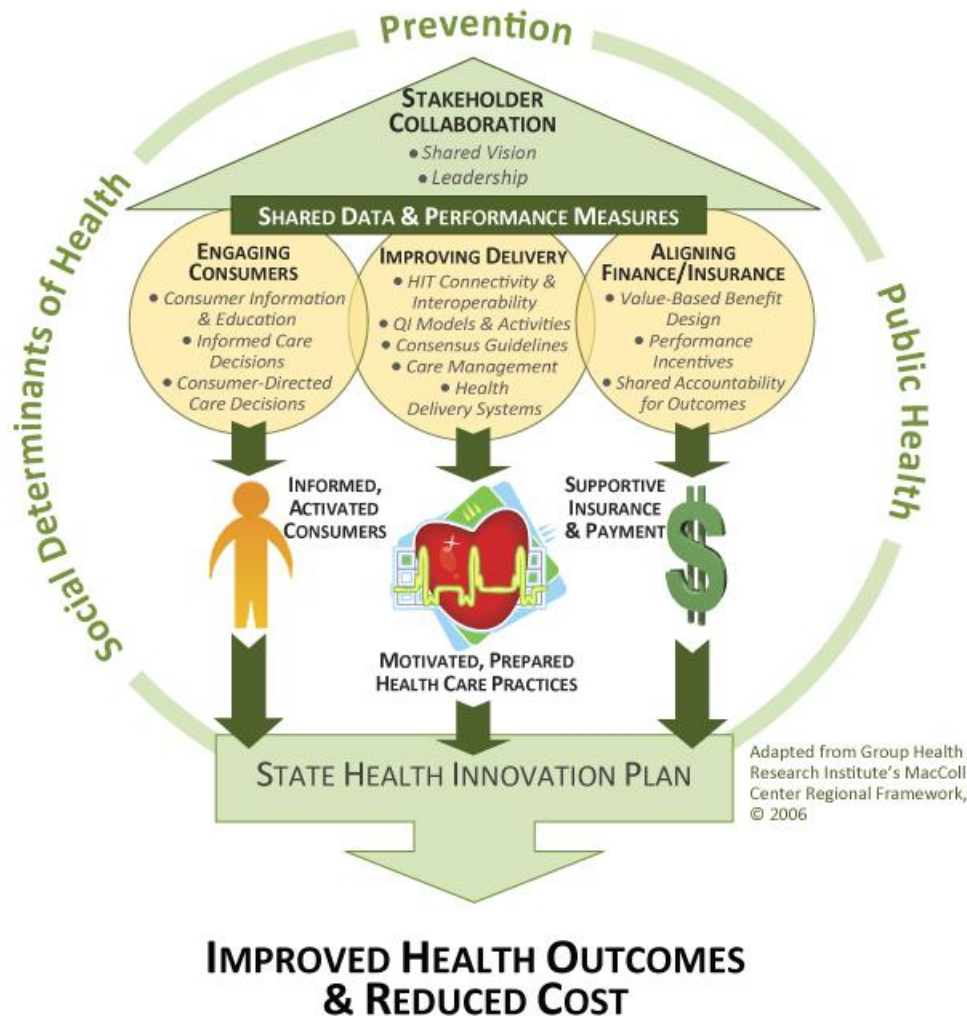 Prevention
Social Determinants of Health
Public Health
STAKEHOLDER
COLLABORATION
• Shared Vision
• Leadership
SHARED DATA & PERFORMANCE MEASURES
ENGAGING
CONSUMERS
• Consumer Information
& Education
• Informed Care
Decisions
• Consumer-Directed
Care Decisions
IMPROVING DELIVERY
• HIT Connectivity &
Interoperability
• QI Models & Activities
• Consensus Guidelines
• Care Management
• Health
Delivery Systems
ALIGNING
FINANCE/INSURANCE
• Value-Based Benefit
Design
• Performance
Incentives
• Shared Accountability
for Outcomes
INFORMED,
ACTIVATED
CONSUMERS
SUPPORTIVE
INSURANCE
& PAYMENT
$
MOTIVATED, PREPARED
HEALTH CARE PRACTICES
STATE HEALTH INNOVATION PLAN
Adapted from Group Health
Research Institute's MacColl
Center Regional Framework,
© 2006
IMPROVED HEALTH OUTCOMES
& REDUCED COST